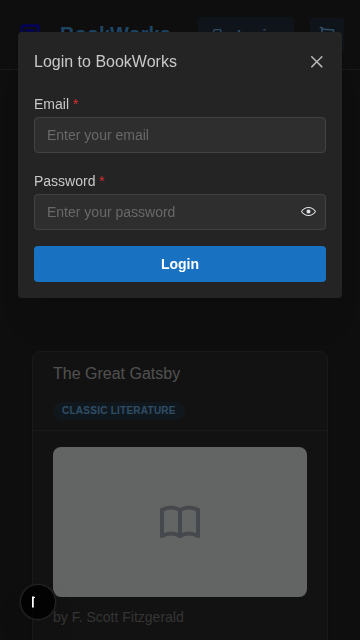 BookWorks
Login to BookWorks
Email *
Enter your email
Password *
Enter your password
Login
The Great Gatsby
CLASSIC LITERATURE
by F. Scott Fitzgerald